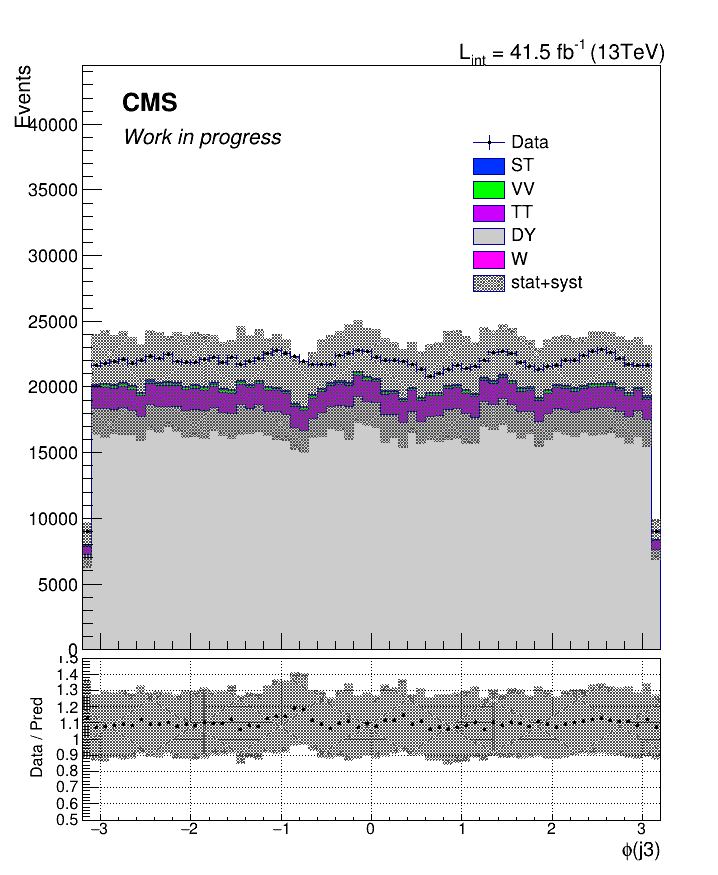 L_int = 41.5 fb^-1 (13TeV)
Events
CMS
Work in progress
Data
ST
VV
TT
DY
W
stat+syst
40000
35000
30000
25000
20000
15000
10000
5000
0
Data / Pred
1.5
1.4
1.3
1.2
1.1
1
0.9
0.8
0.7
0.6
0.5
−3 −2 −1 0 1 2 3
ϕ(j3)